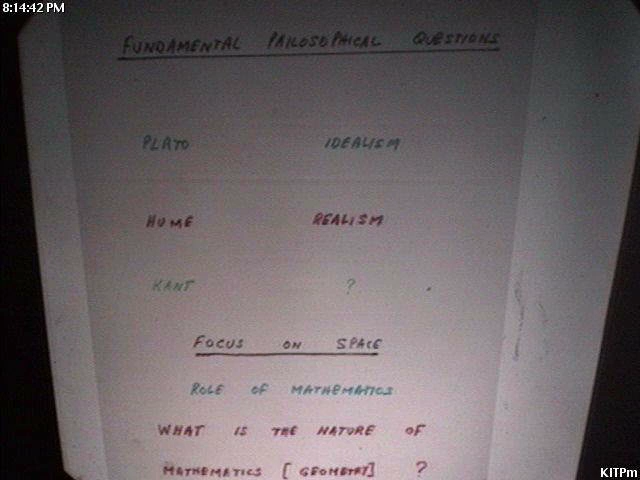 8:14:42 PM
FUNDAMENTAL PHILOSOPHICAL QUESTIONS
PLATO IDEALISM
HUME REALISM
KANT ?
FOCUS ON SPACE
ROLE OF MATHEMATICS
WHAT IS THE NATURE OF
MATHEMATICS [GEOMETRY] ?
KITPm